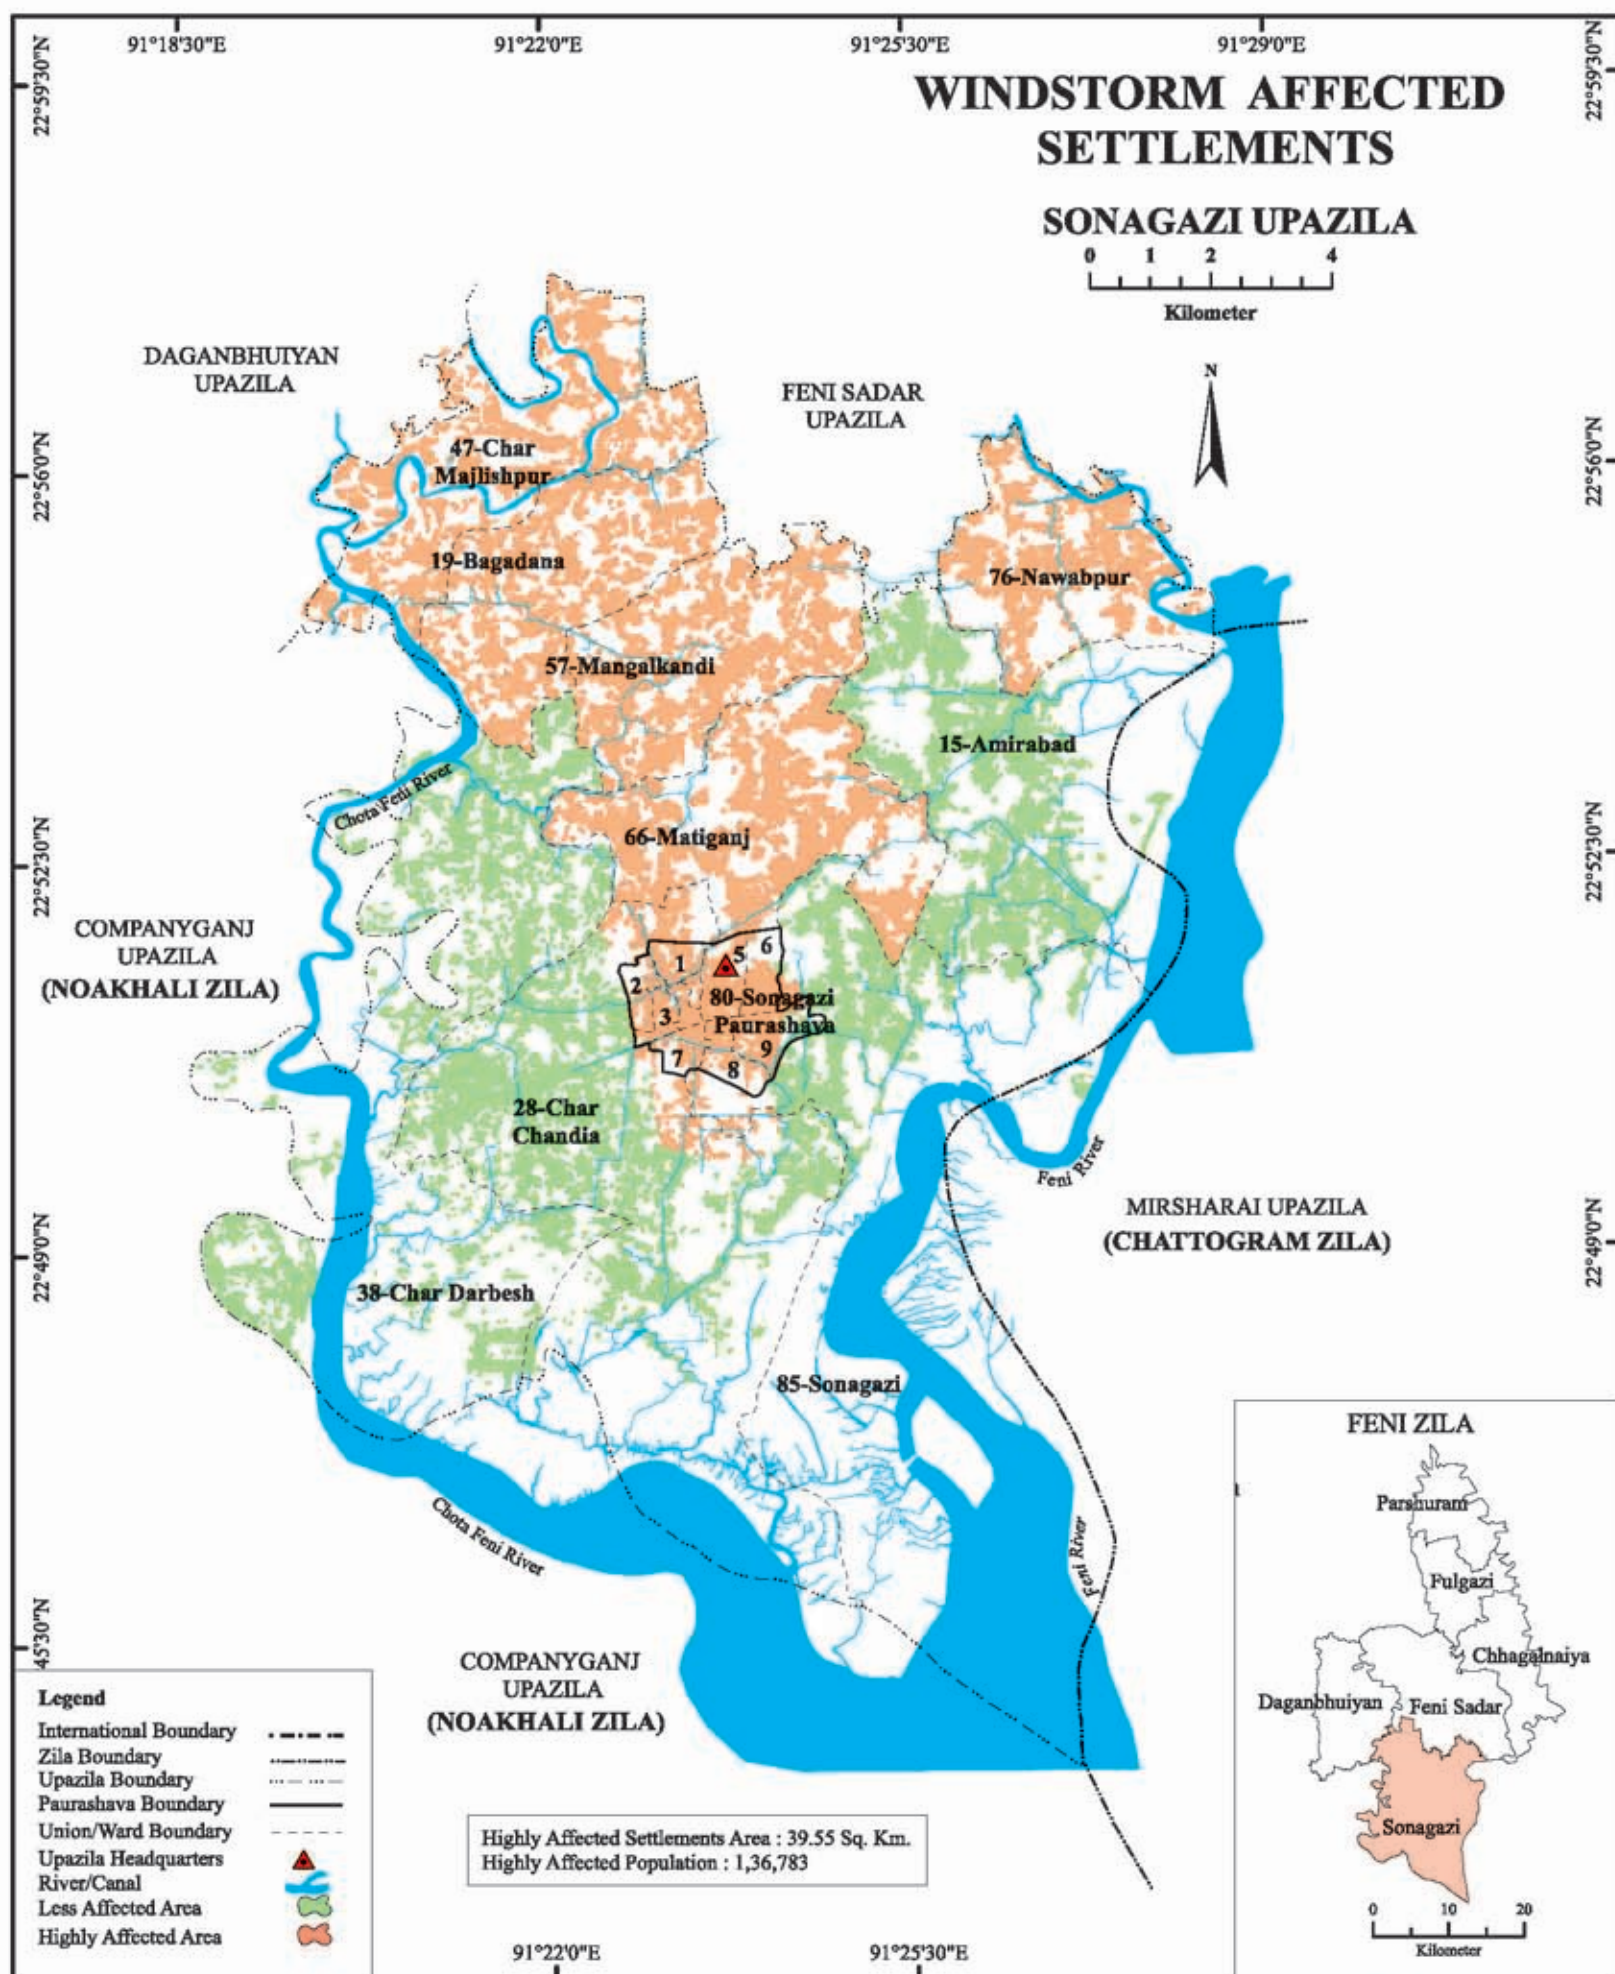 91°18'30"E
91°22'0"E
91°25'30"E
91°29'0"E
22°59'30"N
22°59'30"N
WINDSTORM AFFECTED
SETTLEMENTS
SONAGAZI UPAZILA
0 1 2 4
Kilometer
N
DAGANBHUIYAN
UPAZILA
FENI SADAR
UPAZILA
22°56'0"N
22°56'0"N
47-Char
Majlishpur
19-Bagadana
76-Nawabpur
57-Mangalkandi
15-Amirabad
Chota Feni River
66-Matiganj
22°52'30"N
22°52'30"N
COMPANYGANJ
UPAZILA
(NOAKHALI ZILA)
1
2
3
5
6
80-Sonagazi
Paurashava
7
8
9
28-Char
Chandia
Feni River
MIRSHARAI UPAZILA
(CHATTOGRAM ZILA)
22°49'0"N
22°49'0"N
38-Char Darbesh
85-Sonagazi
Chota Feni River
Feni River
45'30"N
COMPANYGANJ
UPAZILA
(NOAKHALI ZILA)
Legend
International Boundary
Zila Boundary
Upazila Boundary
Paurashava Boundary
Union/Ward Boundary
Upazila Headquarters
River/Canal
Less Affected Area
Highly Affected Area
Highly Affected Settlements Area : 39.55 Sq. Km.
Highly Affected Population : 1,36,783
91°22'0"E
91°25'30"E
FENI ZILA
Parshuram
Fulgazi
Chhagalnaiya
Daganbhuiyan
Feni Sadar
Sonagazi
0 10 20
Kilometer